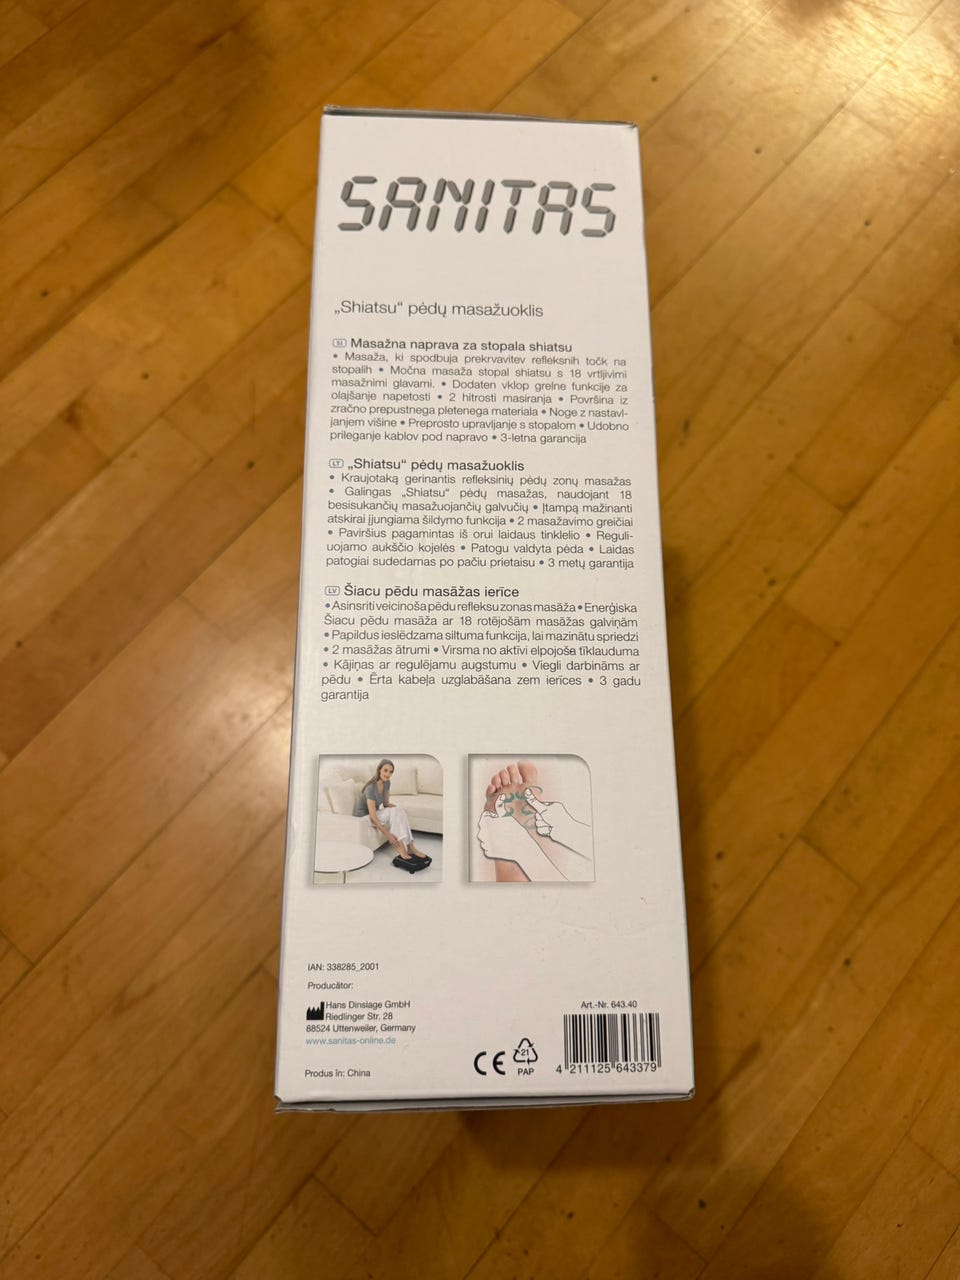 SANITAS
„Shiatsu“ pėdų masažuoklis
SI Masažna naprava za stopala shiatsu
• Masaža, ki spodbuja prekrvavitev refleksnih točk na
stopalih • Močna masaža stopal shiatsu s 18 vrtljivimi
masažnimi glavami. • Dodaten vklop grelne funkcije za
olajšanje napetosti • 2 hitrosti masiranja • Površina iz
zračno prepustnega pletenega materiala • Noge z nastavl-
janjem višine • Preprosto upravljanje s stopalom • Udobno
prileganje kablov pod napravo • 3-letna garancija
LT „Shiatsu“ pėdų masažuoklis
• Kraujotaką gerinantis refleksinių pėdų zonų masažas
• Galingas „Shiatsu“ pėdų masažas, naudojant 18
besisukančių masažuojančių galvučių • Įtampą mažinanti
atskirai įjungiama šildymo funkcija • 2 masažavimo greičiai
• Paviršius pagamintas iš orui laidaus tinklelio • Reguli-
uojamo aukščio kojelės • Patogu valdyta pėda • Laidas
patogiai sudedamas po pačiu prietaisu • 3 metų garantija
LV Šiacu pēdu masāžas ierīce
• Asinsriti veicinoša pēdu refleksu zonas masāža • Enerģiska
Šiacu pēdu masāža ar 18 rotējošām masāžas galviņām
• Papildus ieslēdzama siltuma funkcija, lai mazinātu spriedzi
• 2 masāžas ātrumi • Virsma no aktīvi elpojoša tīklauduma
• Kājiņas ar regulējamu augstumu • Viegli darbināms ar
pēdu • Ērta kabeļa uzglabāšana zem ierīces • 3 gadu
garantija
IAN: 338285_2001
Producător:
Hans Dinslage GmbH
Riedlinger Str. 28
88524 Uttenweiler, Germany
www.sanitas-online.de
Produs în: China
CE
21
PAP
Art.-Nr. 643.40
4 211125 643379